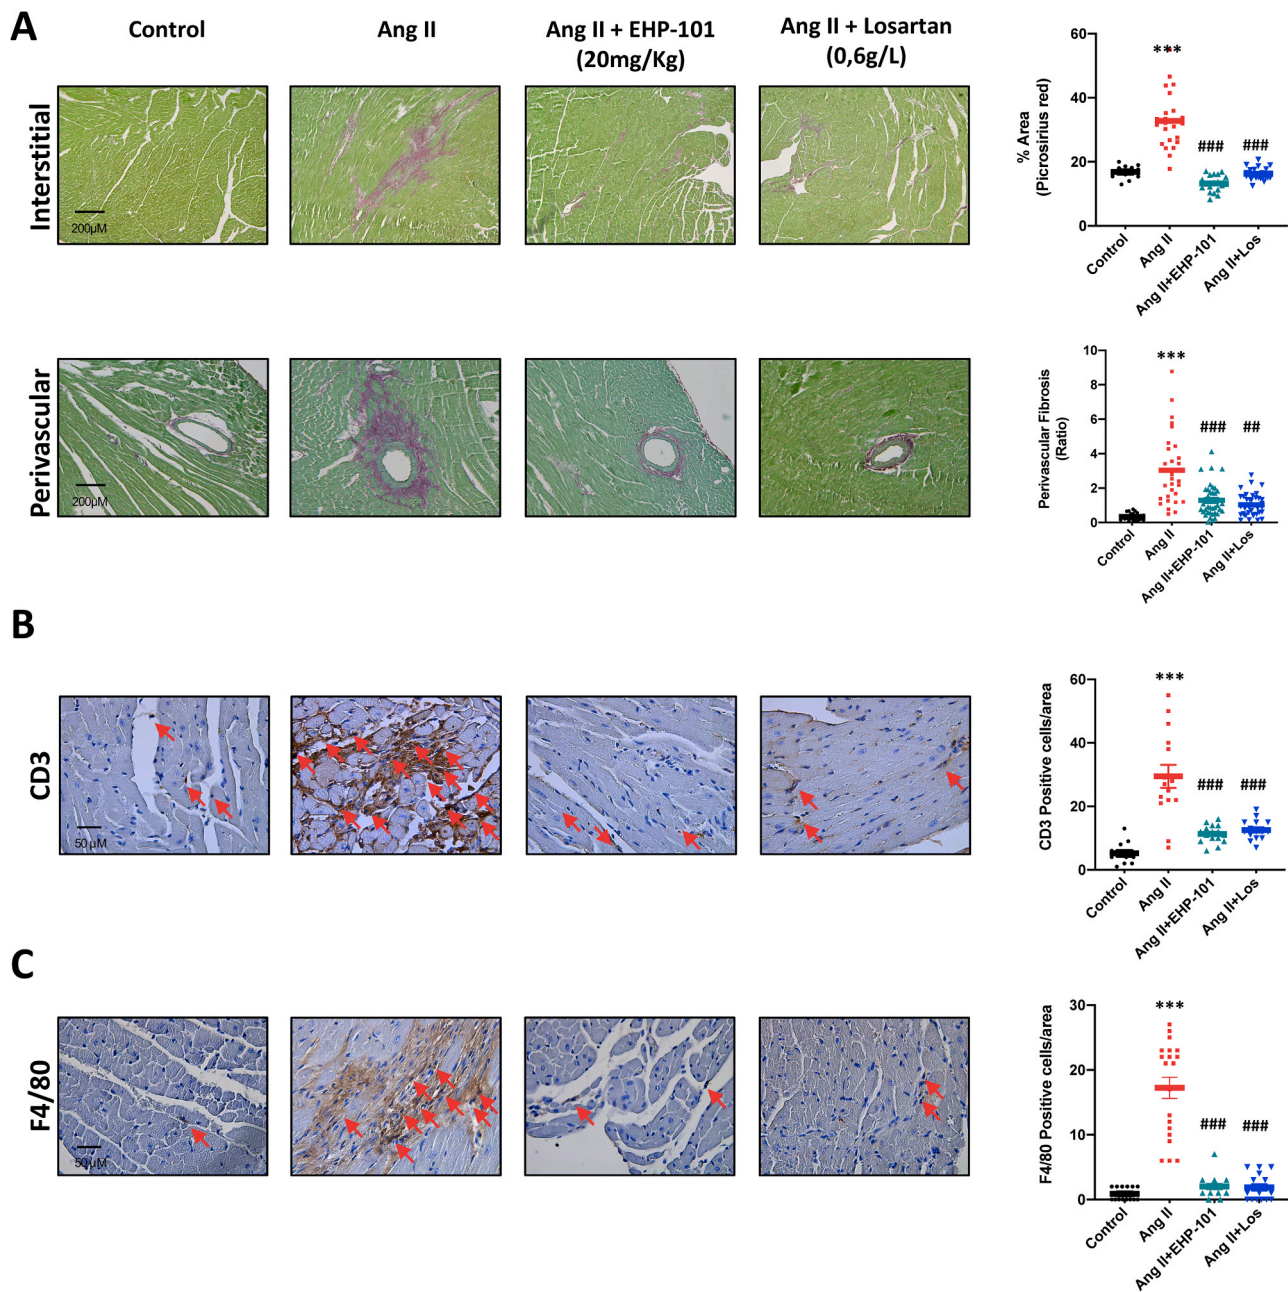 A
Control
Ang II
Ang II + EHP-101
(20mg/Kg)
Ang II + Losartan
(0,6g/L)
Interstitial
200µM
% Area
(Picrosirius red)
60
40
20
0
***
###
###
Control
Ang II
Ang II+EHP-101
Ang II+Los
Perivascular
200µM
Perivascular Fibrosis
(Ratio)
10
8
6
4
2
0
***
###
##
Control
Ang II
Ang II+EHP-101
Ang II+Los
B
CD3
50 µM
CD3 Positive cells/area
60
40
20
0
***
###
###
Control
Ang II
Ang II+EHP-101
Ang II+Los
C
F4/80
50 µM
F4/80 Positive cells/area
30
20
10
0
***
###
###
Control
Ang II
Ang II+EHP-101
Ang II+Los